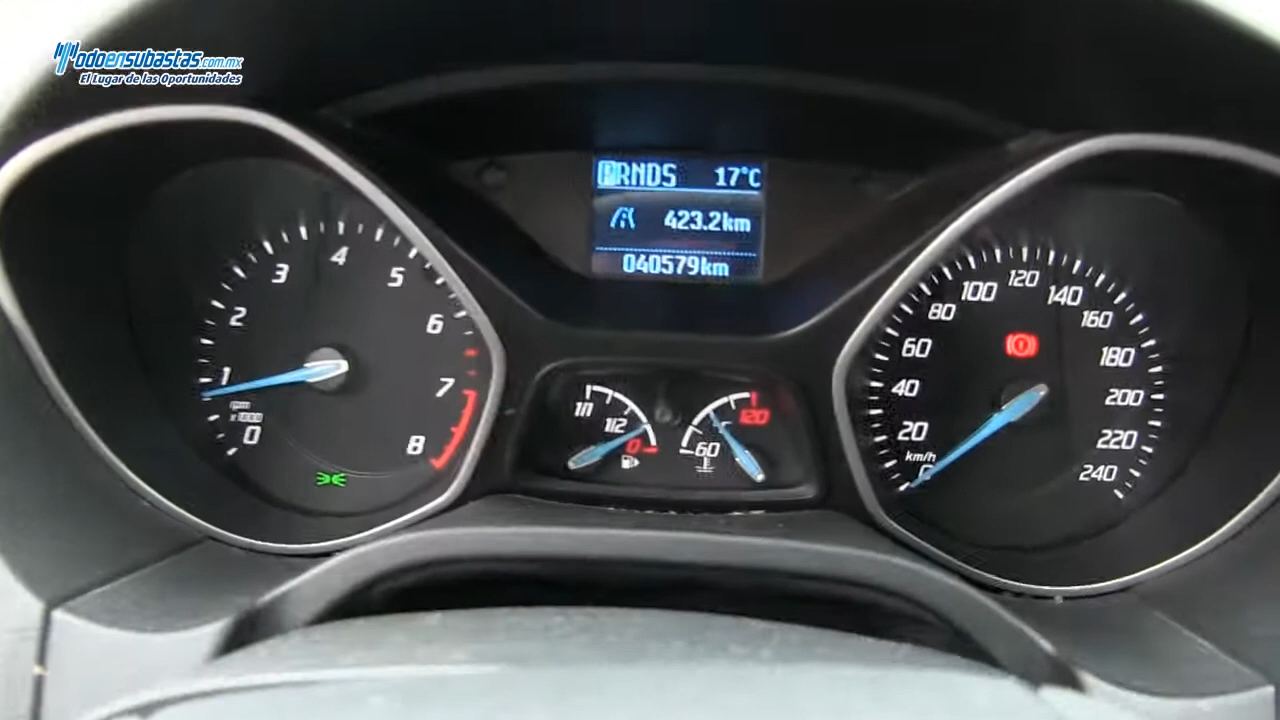 TodoenSubastas.com.mx
El Lugar de las Oportunidades
PRNDS 17°C
423.2km
040579km
0 1 2 3 4 5 6 7 8
rpm
x 1000
1/1 1/2 0
60 120
0 20 40 60 80 100 120 140 160 180 200 220 240
km/h